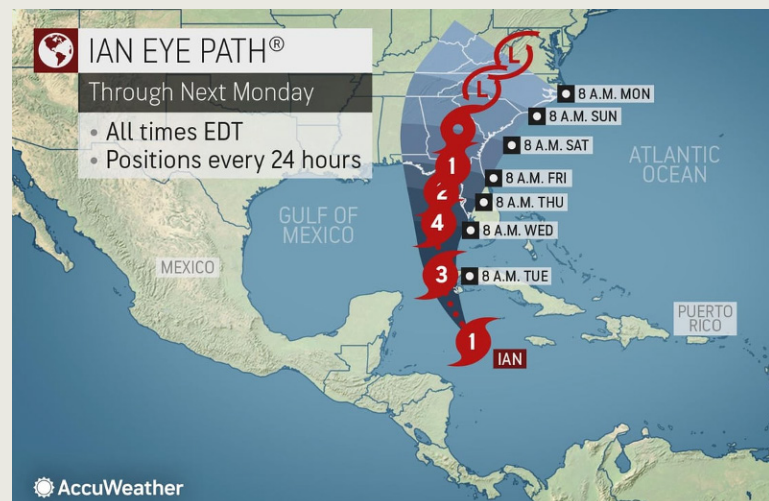 IAN EYE PATH®
Through Next Monday
• All times EDT
• Positions every 24 hours
L
L
8 A.M. MON
8 A.M. SUN
8 A.M. SAT
ATLANTIC
OCEAN
1
8 A.M. FRI
2
8 A.M. THU
GULF OF
MEXICO
4
8 A.M. WED
MEXICO
3
8 A.M. TUE
PUERTO
RICO
1
IAN
AccuWeather